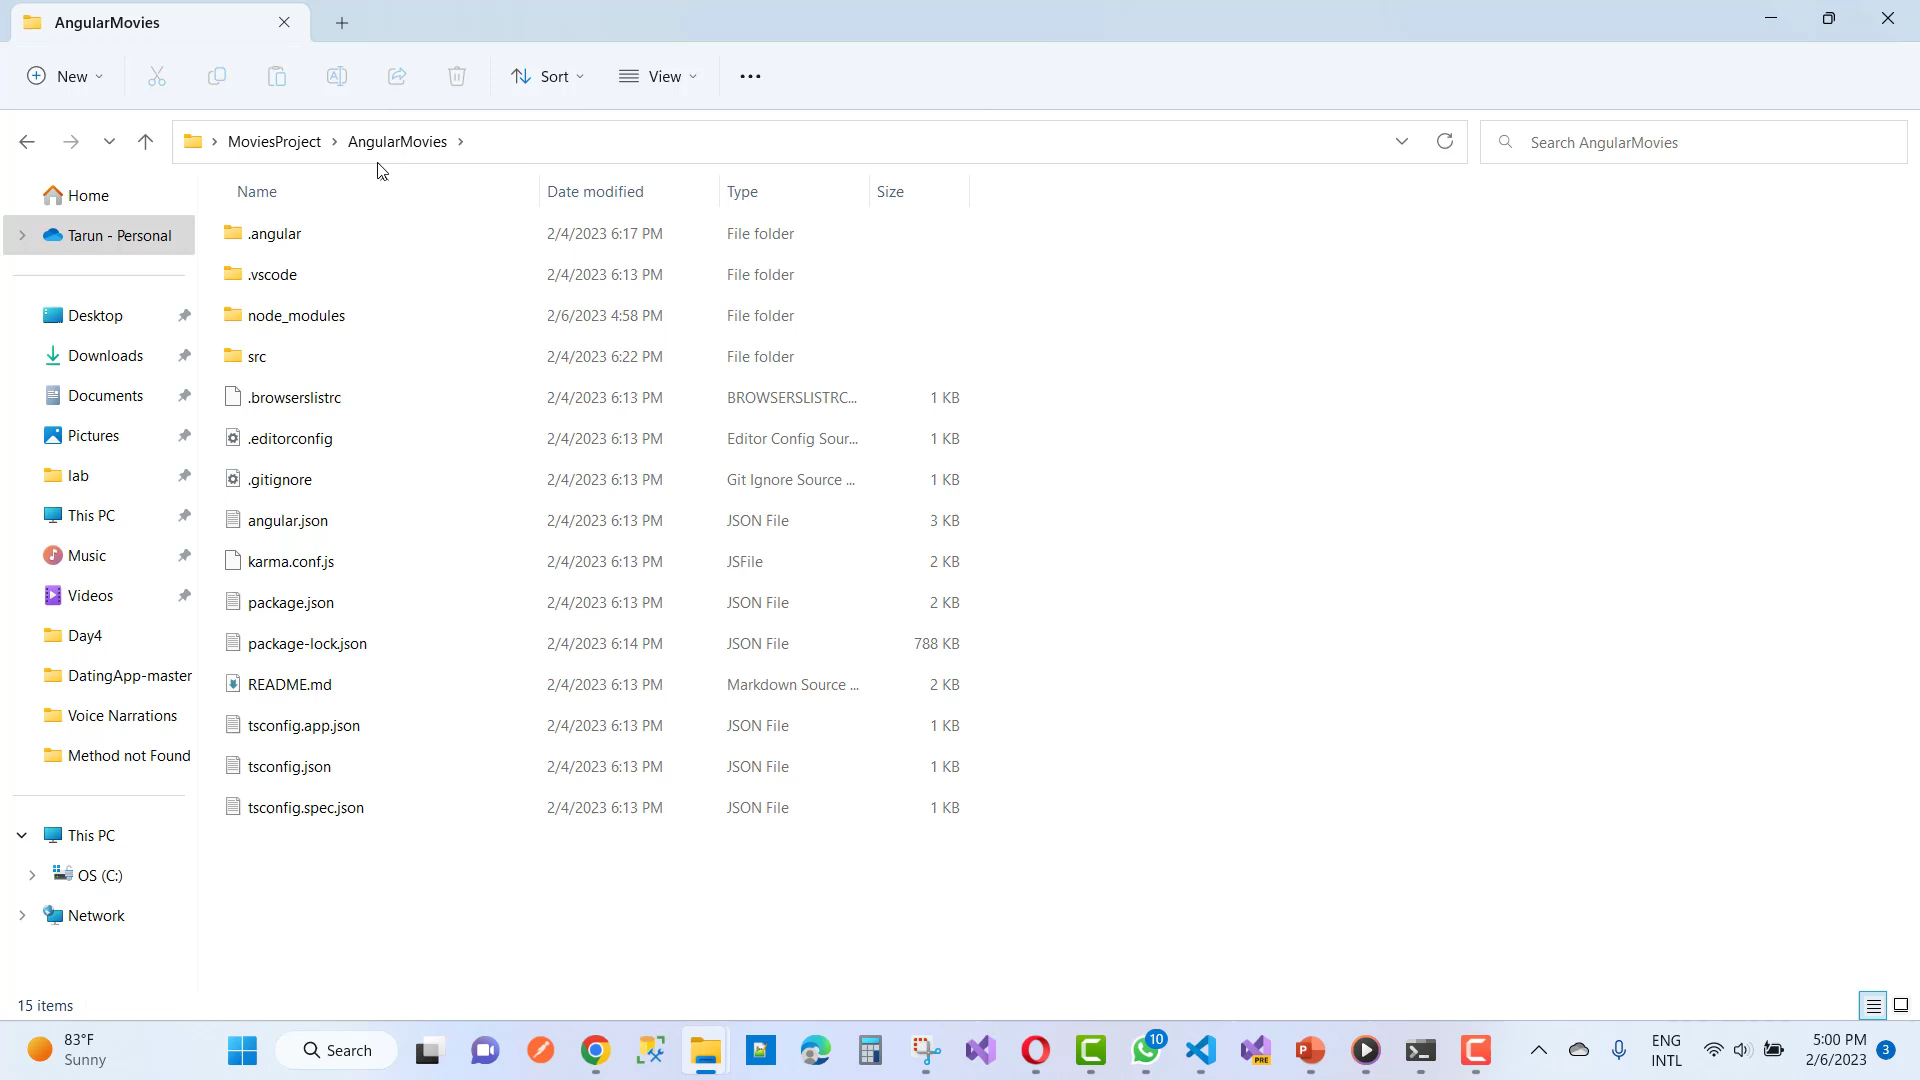 AngularMovies
New
Sort
View
MoviesProject
AngularMovies
Search AngularMovies
Name
Date modified
Type
Size
Home
Tarun - Personal
Desktop
Downloads
Documents
Pictures
lab
This PC
Music
Videos
Day4
DatingApp-master
Voice Narrations
Method not Found
This PC
OS (C:)
Network
.angular 2/4/2023 6:17 PM File folder
.vscode 2/4/2023 6:13 PM File folder
node_modules 2/6/2023 4:58 PM File folder
src 2/4/2023 6:22 PM File folder
.browserslistrc 2/4/2023 6:13 PM BROWSERSLISTRC... 1 KB
.editorconfig 2/4/2023 6:13 PM Editor Config Sour... 1 KB
.gitignore 2/4/2023 6:13 PM Git Ignore Source ... 1 KB
angular.json 2/4/2023 6:13 PM JSON File 3 KB
karma.conf.js 2/4/2023 6:13 PM JSFile 2 KB
package.json 2/4/2023 6:13 PM JSON File 2 KB
package-lock.json 2/4/2023 6:14 PM JSON File 788 KB
README.md 2/4/2023 6:13 PM Markdown Source ... 2 KB
tsconfig.app.json 2/4/2023 6:13 PM JSON File 1 KB
tsconfig.json 2/4/2023 6:13 PM JSON File 1 KB
tsconfig.spec.json 2/4/2023 6:13 PM JSON File 1 KB
15 items
83°F
Sunny
Search
10
PRE
ENG
INTL
5:00 PM
2/6/2023
3